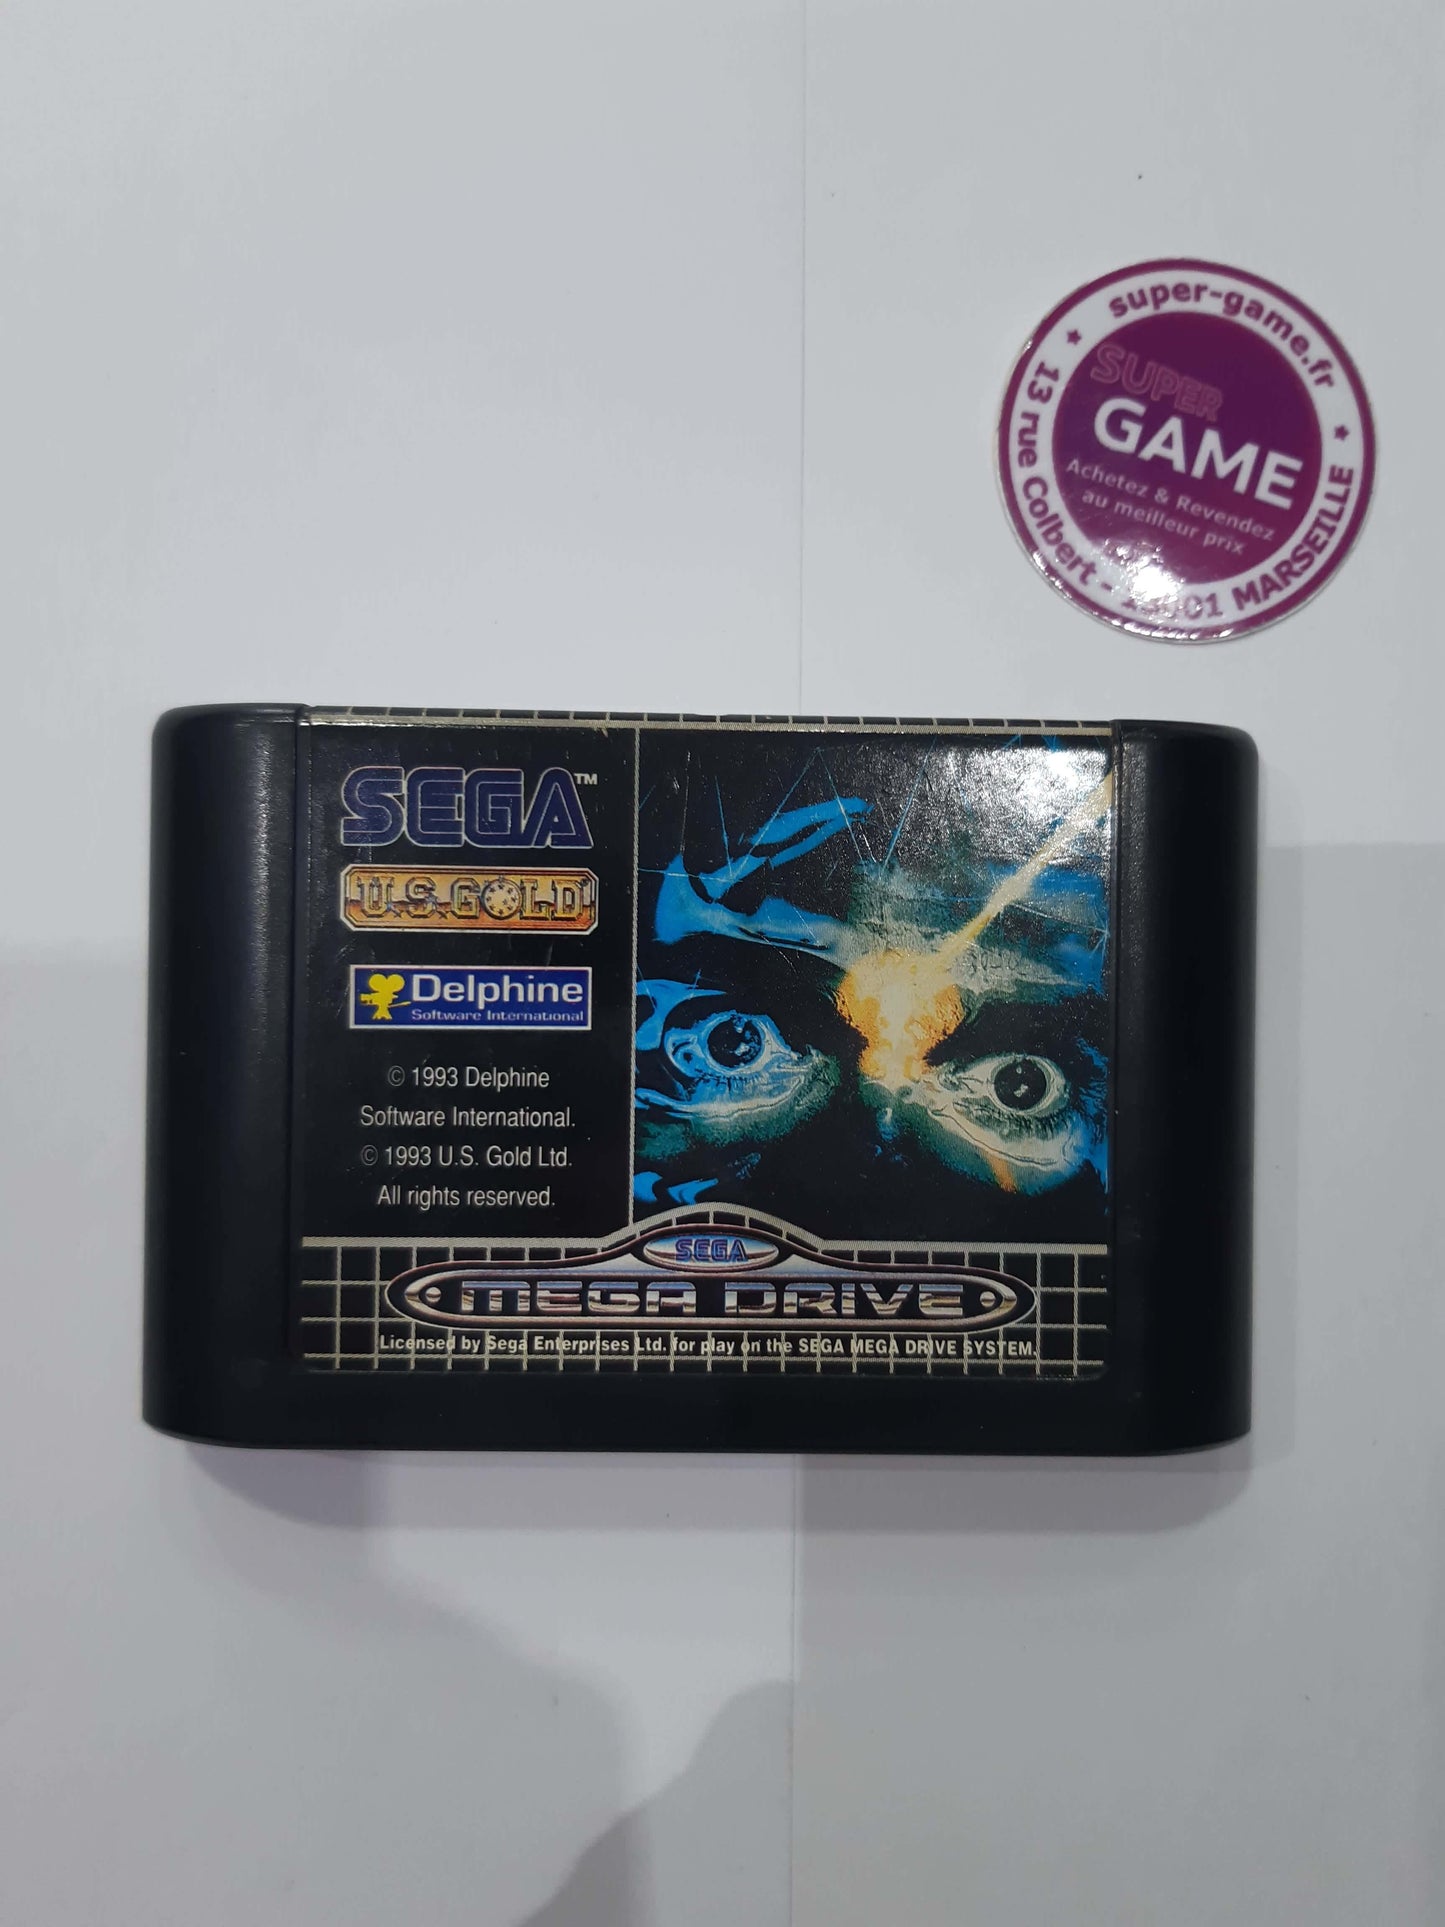 super-game.fr
SUPER
GAME
Achetez & Revendez
au meilleur prix
13 rue Colbert - 13001 MARSEILLE
SEGA™
U.S. GOLD®
Delphine
Software International
© 1993 Delphine
Software International.
© 1993 U.S. Gold Ltd.
All rights reserved.
SEGA
MEGA DRIVE
Licensed by Sega Enterprises Ltd. for play on the SEGA MEGA DRIVE SYSTEM.